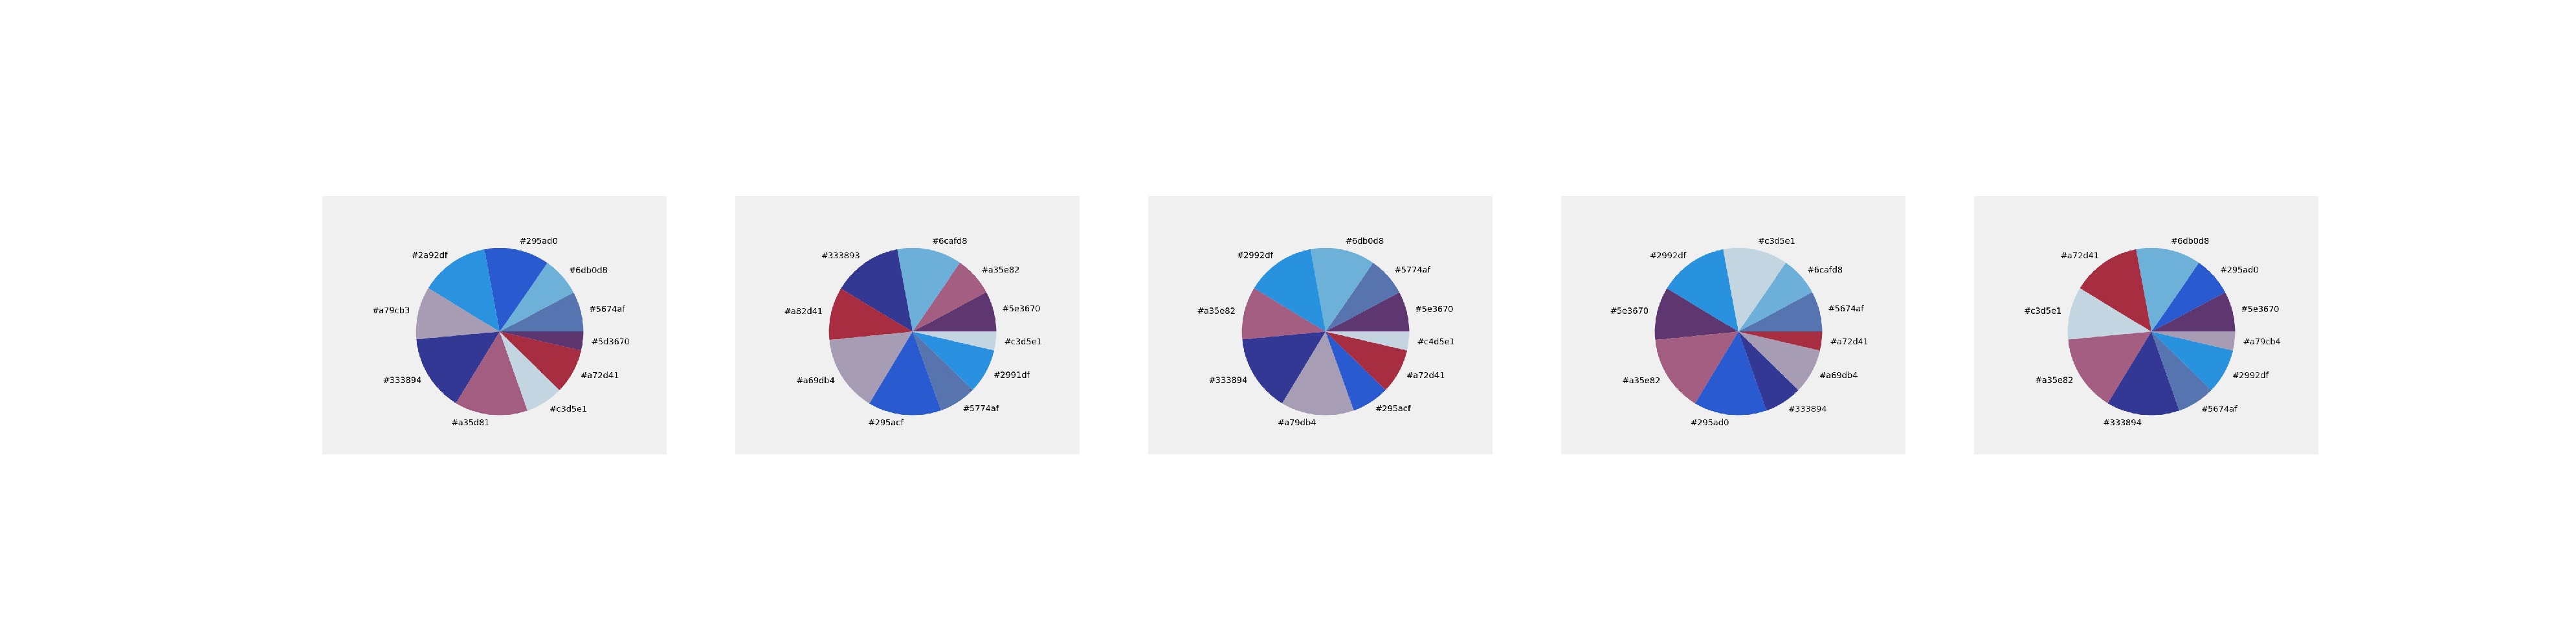 #295ad0
#2a92df
#6db0d8
#5674af
#a79cb3
#5d3670
#333894
#a72d41
#c3d5e1
#a35d81
#6cafd8
#333893
#a35e82
#5e3670
#a82d41
#c3d5e1
#2991df
#a69db4
#5774af
#295acf
#6db0d8
#2992df
#5774af
#5e3670
#a35e82
#c4d5e1
#a72d41
#333894
#295acf
#a79db4
#c3d5e1
#2992df
#6cafd8
#5674af
#5e3670
#a72d41
#a69db4
#a35e82
#333894
#295ad0
#6db0d8
#a72d41
#295ad0
#5e3670
#c3d5e1
#a79cb4
#2992df
#a35e82
#5674af
#333894